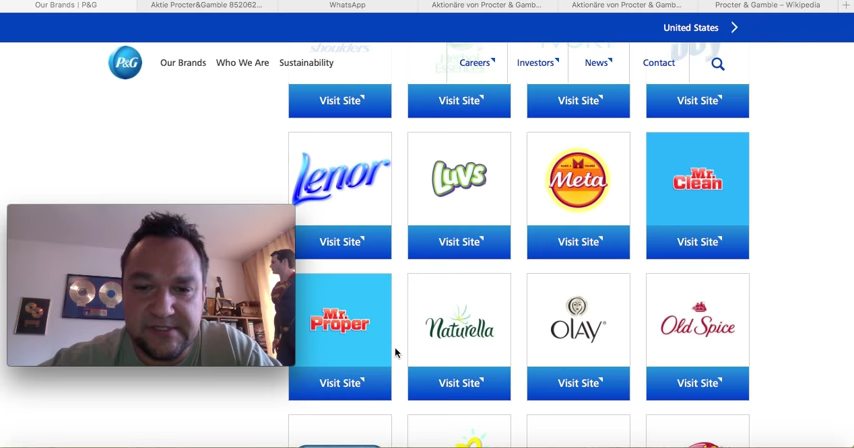 Our Brands | P&G
Aktie Procter&Gamble 852062...
WhatsApp
Aktionäre von Procter & Gamb...
Aktionäre von Procter & Gamb...
Procter & Gamble – Wikipedia
United States
shoulders
P&G
Our Brands
Who We Are
Sustainability
Careers
Investors
News
Contact
Visit Site
Visit Site
Visit Site
Visit Site
Lenor
Luvs
Meta
Mr. Clean
Visit Site
Visit Site
Visit Site
Visit Site
Mr. Proper
Naturella
OLAY
Old Spice
Visit Site
Visit Site
Visit Site
Visit Site